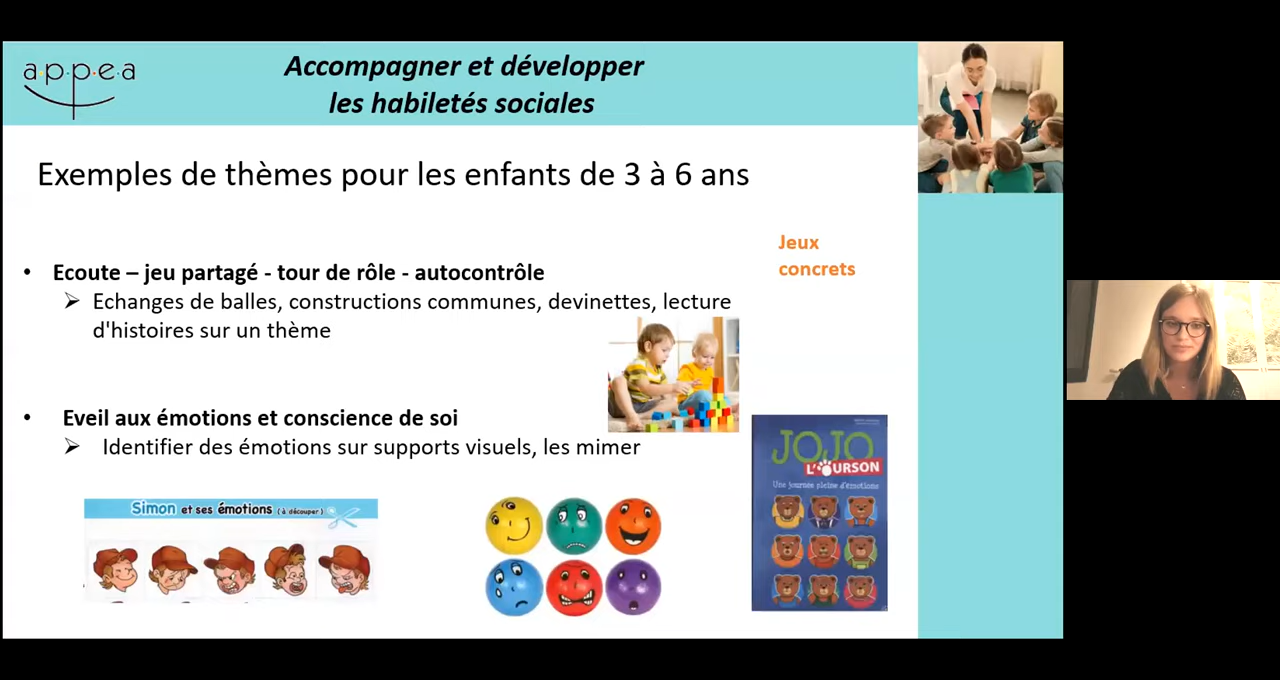 a.p.p.e.a
Accompagner et développer
les habiletés sociales
Exemples de thèmes pour les enfants de 3 à 6 ans
Jeux
concrets
• Ecoute – jeu partagé - tour de rôle - autocontrôle
➢ Echanges de balles, constructions communes, devinettes, lecture
d'histoires sur un thème
• Eveil aux émotions et conscience de soi
➢ Identifier des émotions sur supports visuels, les mimer
Simon et ses émotions (à découper)
JOJO
L'OURSON
Une journée pleine d'émotions